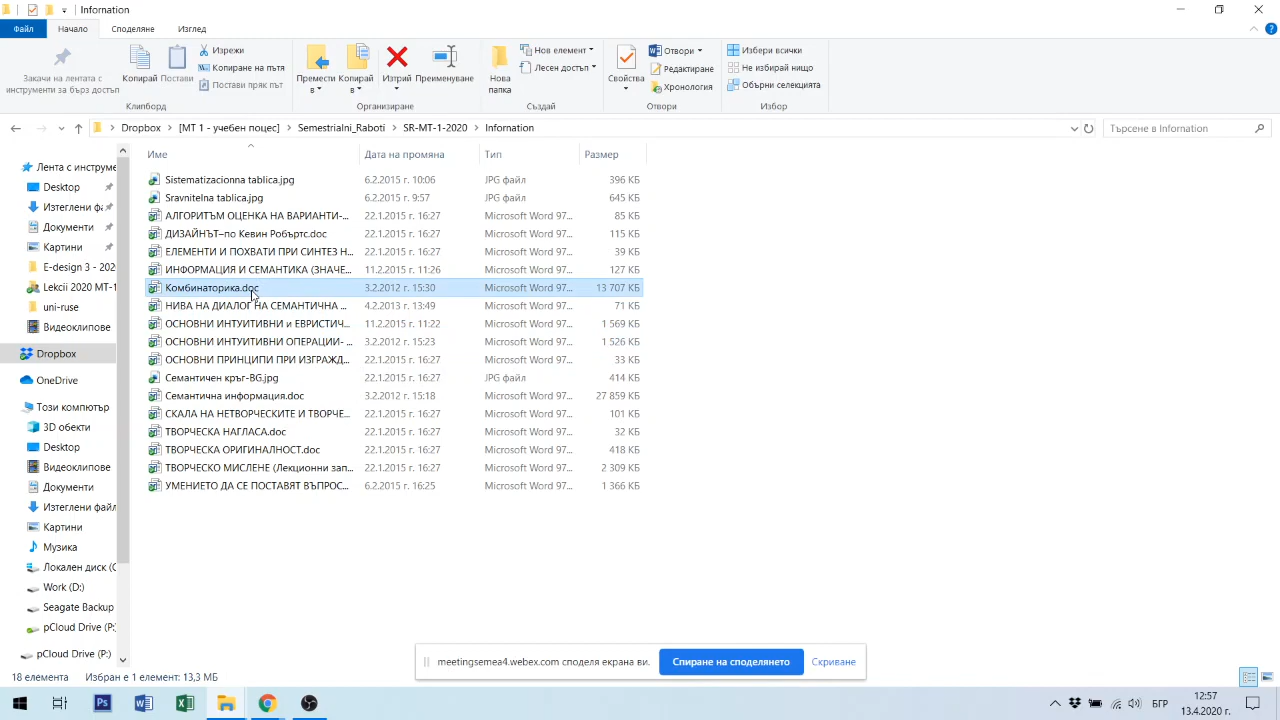 Infornation
Файл Начало Споделяне Изглед
Закачи на лентата с инструменти за бърз достъп
Копирай
Постави
Изрежи
Копиране на пътя
Постави пряк път
Клипборд
Премести в
Копирай в
Изтрий
Преименуване
Организиране
Нова папка
Нов елемент
Лесен достъп
Създай
Свойства
Отвори
Редактиране
Хронология
Отвори
Избери всички
Не избирай нищо
Обърни селекцията
Избор
Dropbox > [МТ 1 - учебен поцес] > Semestrialni_Raboti > SR-MT-1-2020 > Infornation
Търсене в Infornation
Име Дата на промяна Тип Размер
Sistematizacionna tablica.jpg 6.2.2015 г. 10:06 JPG файл 396 КБ
Sravnitelna tablica.jpg 6.2.2015 г. 9:57 JPG файл 645 КБ
АЛГОРИТЪМ ОЦЕНКА НА ВАРИАНТИ-... 22.1.2015 г. 16:27 Microsoft Word 97... 85 КБ
ДИЗАЙНЪТ–по Кевин Робъртс.doc 22.1.2015 г. 16:27 Microsoft Word 97... 115 КБ
ЕЛЕМЕНТИ И ПОХВАТИ ПРИ СИНТЕЗ Н... 22.1.2015 г. 16:27 Microsoft Word 97... 39 КБ
ИНФОРМАЦИЯ И СЕМАНТИКА (ЗНАЧЕ... 11.2.2015 г. 11:26 Microsoft Word 97... 127 КБ
Комбинаторика.doc 3.2.2012 г. 15:30 Microsoft Word 97... 13 707 КБ
НИВА НА ДИАЛОГ НА СЕМАНТИЧНА ... 4.2.2013 г. 13:49 Microsoft Word 97... 71 КБ
ОСНОВНИ ИНТУИТИВНИ и ЕВРИСТИЧ... 11.2.2015 г. 11:22 Microsoft Word 97... 1 569 КБ
ОСНОВНИ ИНТУИТИВНИ ОПЕРАЦИИ- ... 3.2.2012 г. 15:23 Microsoft Word 97... 1 526 КБ
ОСНОВНИ ПРИНЦИПИ ПРИ ИЗГРАЖД... 22.1.2015 г. 16:27 Microsoft Word 97... 33 КБ
Семантичен кръг-BG.jpg 22.1.2015 г. 16:27 JPG файл 414 КБ
Семантична информация.doc 3.2.2012 г. 15:18 Microsoft Word 97... 27 859 КБ
СКАЛА НА НЕТВОРЧЕСКИТЕ И ТВОРЧЕ... 22.1.2015 г. 16:27 Microsoft Word 97... 101 КБ
ТВОРЧЕСКА НАГЛАСА.doc 22.1.2015 г. 16:27 Microsoft Word 97... 32 КБ
ТВОРЧЕСКА ОРИГИНАЛНОСТ.doc 22.1.2015 г. 16:27 Microsoft Word 97... 418 КБ
ТВОРЧЕСКО МИСЛЕНЕ (Лекционни зап... 22.1.2015 г. 16:27 Microsoft Word 97... 2 309 КБ
УМЕНИЕТО ДА СЕ ПОСТАВЯТ ВЪПРОС... 6.2.2015 г. 16:25 Microsoft Word 97... 1 366 КБ
Лента с инструме
Desktop
Изтеглени фа
Документи
Картини
E-design 3 - 202
Lekcii 2020 MT-1
uni-ruse
Видеоклипове
Dropbox
OneDrive
Този компютър
3D обекти
Desktop
Видеоклипове
Документи
Изтеглени файл
Картини
Музика
Локален диск (C
Work (D:)
Seagate Backup
pCloud Drive (P:
pCloud Drive (P:)
meetingsemea4.webex.com споделя екрана ви. Спиране на споделянето Скриване
18 елемента Избран е 1 елемент: 13,3 МБ
Ps
БГР
12:57
13.4.2020 г.